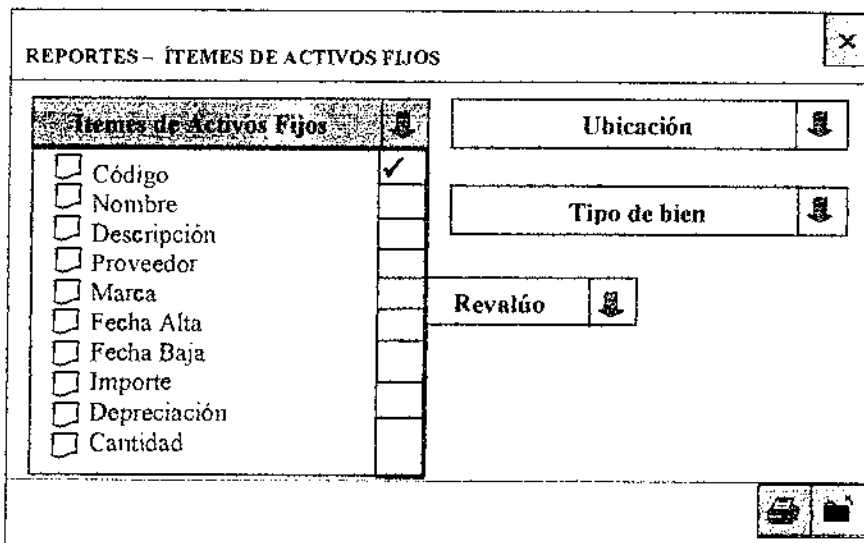 REPORTES – ÍTEMES DE ACTIVOS FIJOS
Ítemes de Activos Fijos
Ubicación
Código
Nombre
Tipo de bien
Descripción
Proveedor
Marca
Revalúo
Fecha Alta
Fecha Baja
Importe
Depreciación
Cantidad